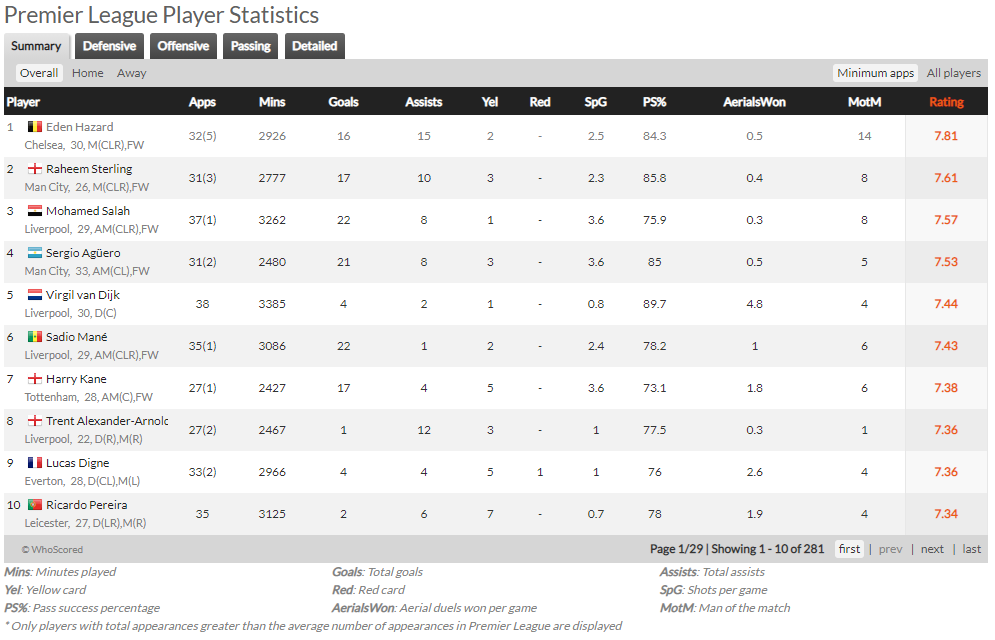 Premier League Player Statistics
Summary Defensive Offensive Passing Detailed
Overall Home Away Minimum apps All players
Player Apps Mins Goals Assists Yel Red SpG PS% AerialsWon MotM Rating
1 Eden Hazard 32(5) 2926 16 15 2 - 2.5 84.3 0.5 14 7.81
Chelsea, 30, M(CLR),FW
2 Raheem Sterling 31(3) 2777 17 10 3 - 2.3 85.8 0.4 8 7.61
Man City, 26, M(CLR),FW
3 Mohamed Salah 37(1) 3262 22 8 1 - 3.6 75.9 0.3 8 7.57
Liverpool, 29, AM(CLR),FW
4 Sergio Agüero 31(2) 2480 21 8 3 - 3.6 85 0.5 5 7.53
Man City, 33, AM(CL),FW
5 Virgil van Dijk 38 3385 4 2 1 - 0.8 89.7 4.8 4 7.44
Liverpool, 30, D(C)
6 Sadio Mané 35(1) 3086 22 1 2 - 2.4 78.2 1 6 7.43
Liverpool, 29, AM(CLR),FW
7 Harry Kane 27(1) 2427 17 4 5 - 3.6 73.1 1.8 6 7.38
Tottenham, 28, AM(C),FW
8 Trent Alexander-Arnold 27(2) 2467 1 12 3 - 1 77.5 0.3 1 7.36
Liverpool, 22, D(R),M(R)
9 Lucas Digne 33(2) 2966 4 4 5 1 1 76 2.6 4 7.36
Everton, 28, D(CL),M(L)
10 Ricardo Pereira 35 3125 2 6 7 - 0.7 78 1.9 4 7.34
Leicester, 27, D(LR),M(R)
© WhoScored Page 1/29 | Showing 1 - 10 of 281 first | prev | next | last
Mins: Minutes played Goals: Total goals Assists: Total assists
Yel: Yellow card Red: Red card SpG: Shots per game
PS%: Pass success percentage AerialsWon: Aerial duels won per game MotM: Man of the match
* Only players with total appearances greater than the average number of appearances in Premier League are displayed